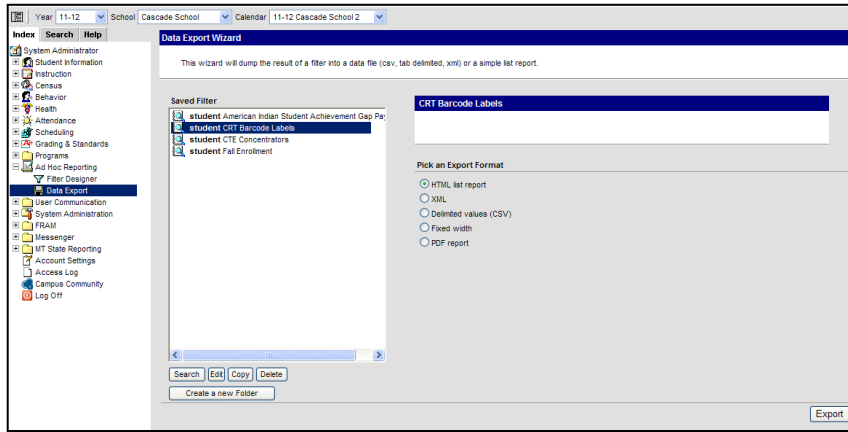 Year 11-12 School Cascade School Calendar 11-12 Cascade School 2
Index Search Help
System Administrator
Student Information
Instruction
Census
Behavior
Health
Attendance
Scheduling
Grading & Standards
Programs
Ad Hoc Reporting
Filter Designer
Data Export
User Communication
System Administration
FRAM
Messenger
MT State Reporting
Account Settings
Access Log
Campus Community
Log Off
Data Export Wizard
This wizard will dump the result of a filter into a data file (csv, tab delimited, xml) or a simple list report.
Saved Filter
student American Indian Student Achievement Gap Pa
student CRT Barcode Labels
student CTE Concentrators
student Fall Enrollment
Search Edit Copy Delete
Create a new Folder
CRT Barcode Labels
Pick an Export Format
HTML list report
XML
Delimited values (CSV)
Fixed width
PDF report
Export